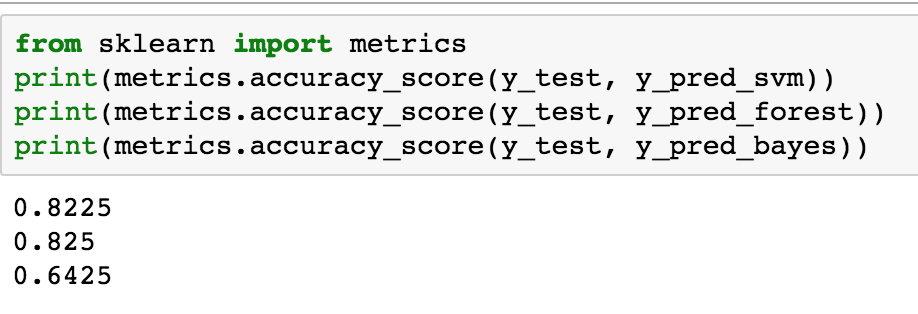 from sklearn import metrics
print(metrics.accuracy_score(y_test, y_pred_svm))
print(metrics.accuracy_score(y_test, y_pred_forest))
print(metrics.accuracy_score(y_test, y_pred_bayes))
0.8225
0.825
0.6425